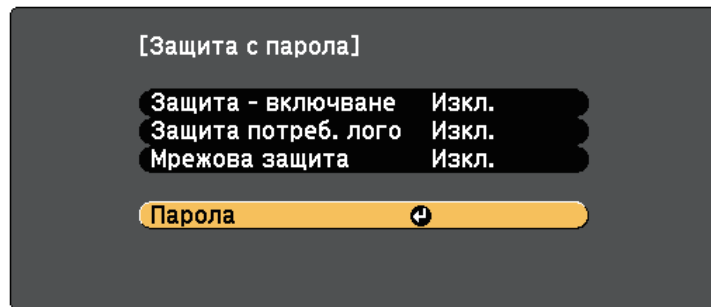 [Защита с парола]
Защита - включване Изкл.
Защита потреб. лого Изкл.
Мрежова защита Изкл.
Парола